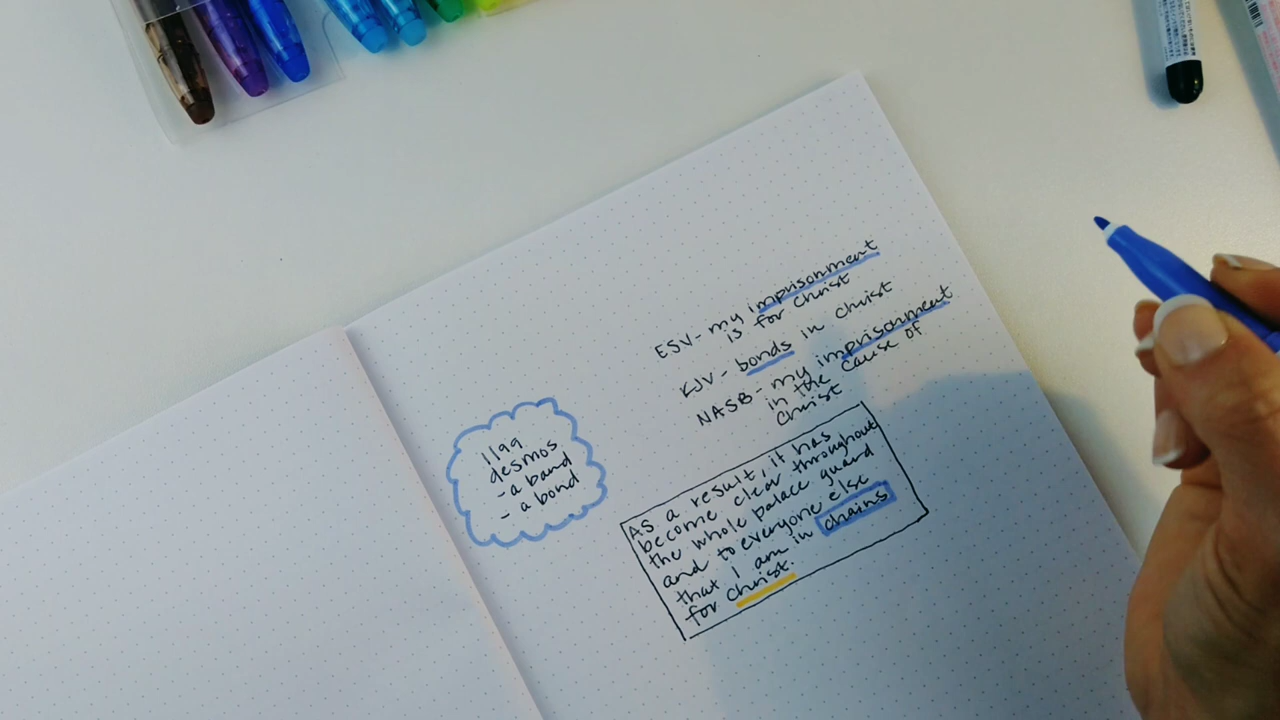 ESV - my imprisonment
is for Christ
KJV - bonds in christ
NASB - my imprisonment
in the cause of
Christ
1199
desmos
- a band
- a bond
As a result, it has
become clear throughout
the whole palace guard
and to everyone else
that I am in chains
for christ.